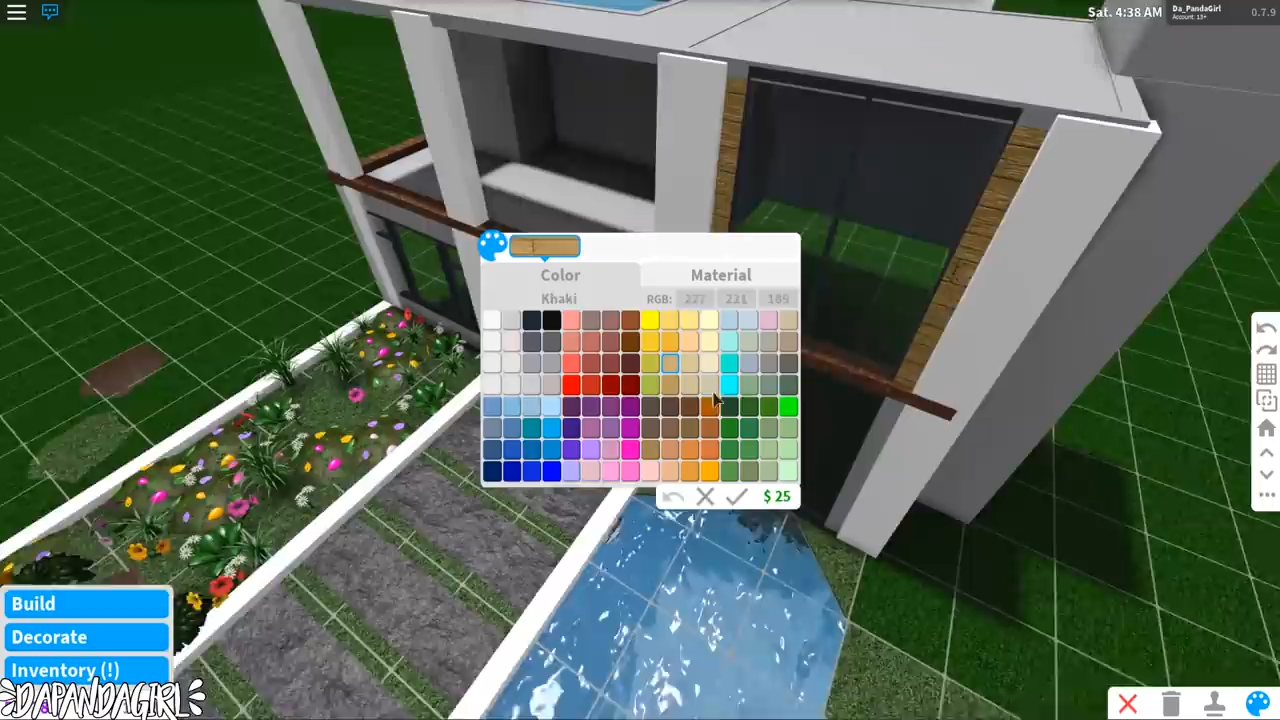 Sat. 4:38 AM
Da_PandaGirl
Account: 13+
0.7.9
Color
Material
Khaki
RGB: 227 221 189
$ 25
Build
Decorate
Inventory (!)
DAPANDAGIRL